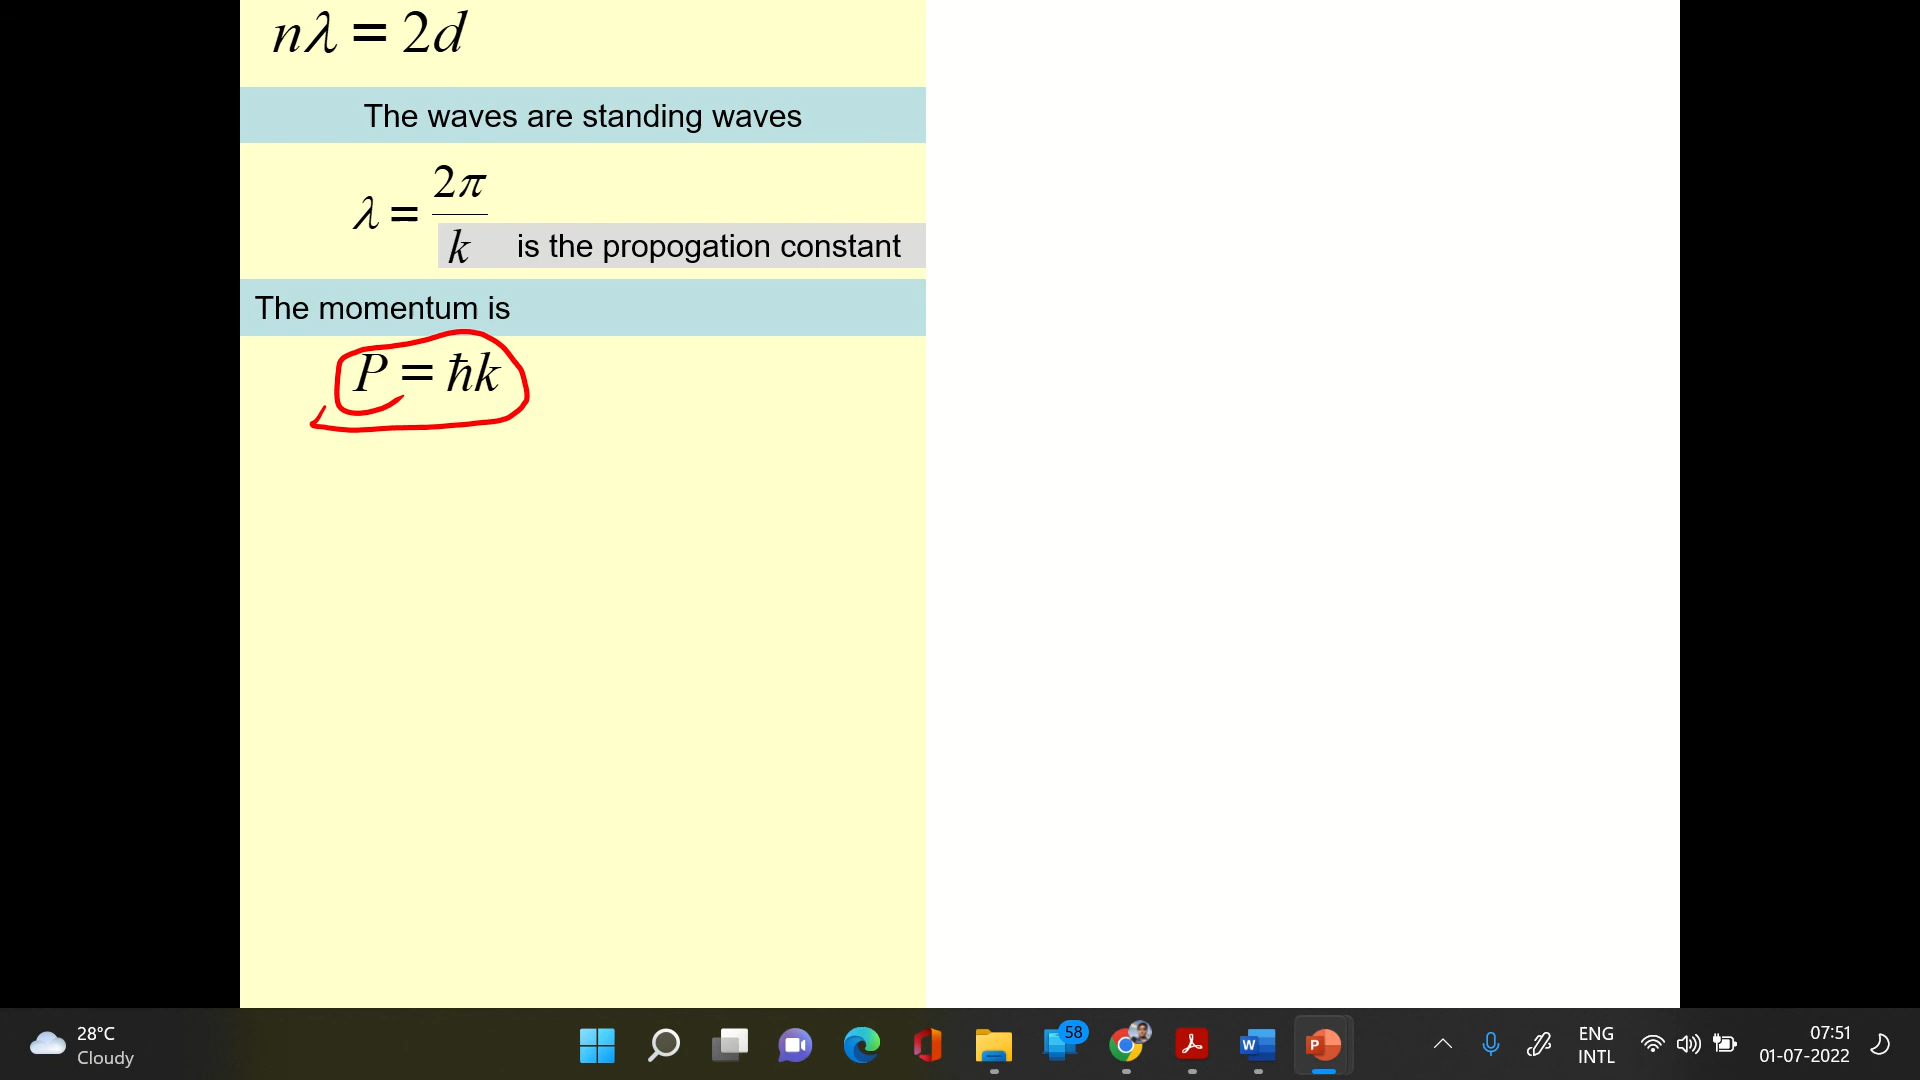 nλ = 2d
The waves are standing waves
λ = 2π / k
is the propogation constant
The momentum is
P = ħk
28°C
Cloudy
58
W
P
ENG
INTL
07:51
01-07-2022